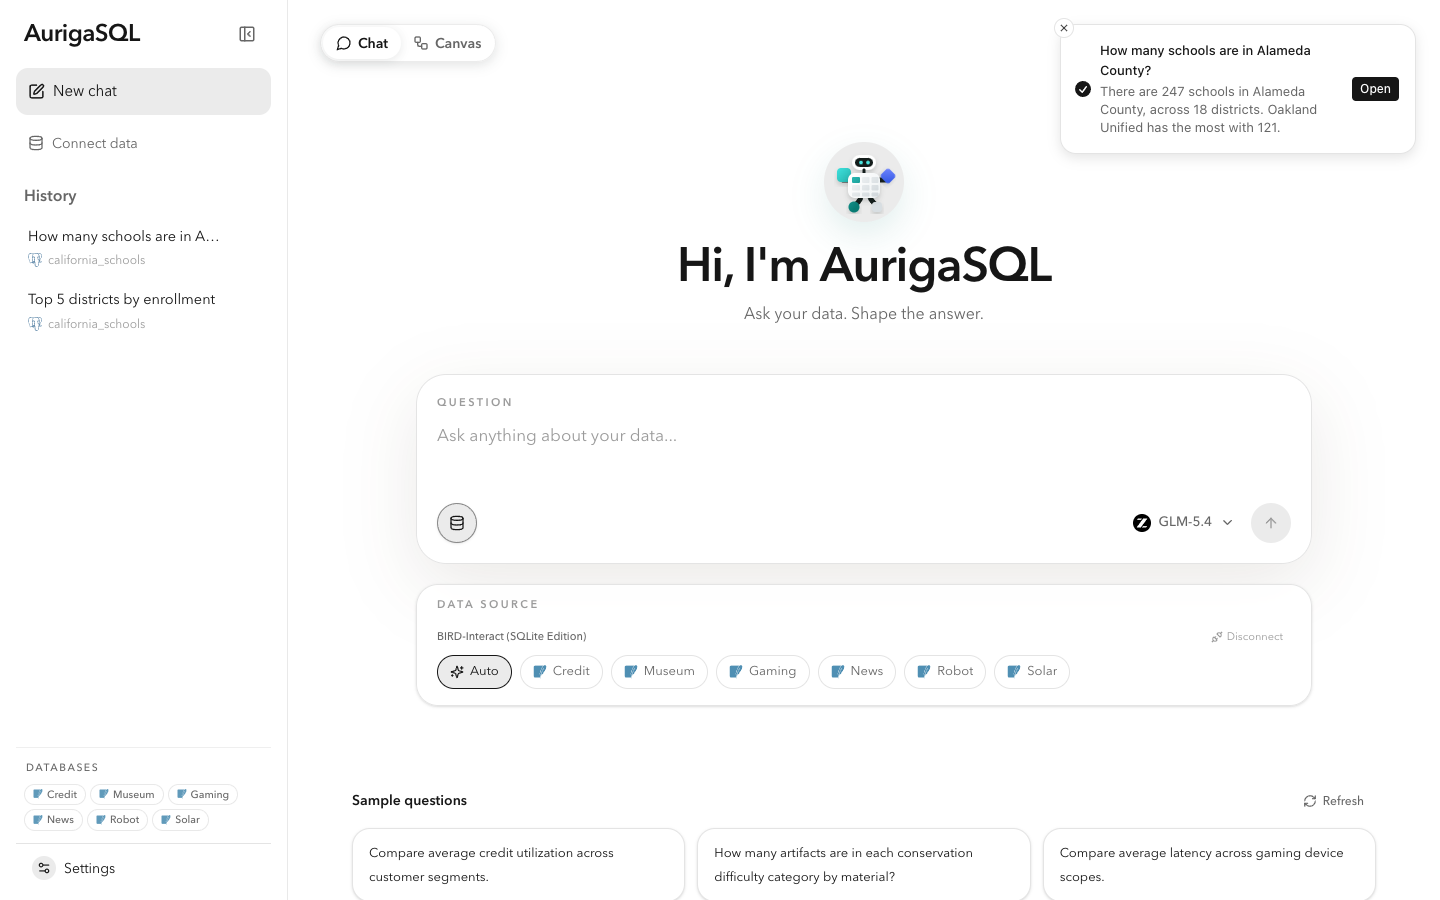 AurigaSQL
New chat
Connect data
History
How many schools are in A...
california_schools
Top 5 districts by enrollment
california_schools
DATABASES
Credit
Museum
Gaming
News
Robot
Solar
Settings
Chat
Canvas
How many schools are in Alameda
County?
There are 247 schools in Alameda
County, across 18 districts. Oakland
Unified has the most with 121.
Open
Hi, I'm AurigaSQL
Ask your data. Shape the answer.
QUESTION
Ask anything about your data...
GLM-5.4
DATA SOURCE
BIRD-Interact (SQLite Edition)
Disconnect
Auto
Credit
Museum
Gaming
News
Robot
Solar
Sample questions
Refresh
Compare average credit utilization across
customer segments.
How many artifacts are in each conservation
difficulty category by material?
Compare average latency across gaming device
scopes.